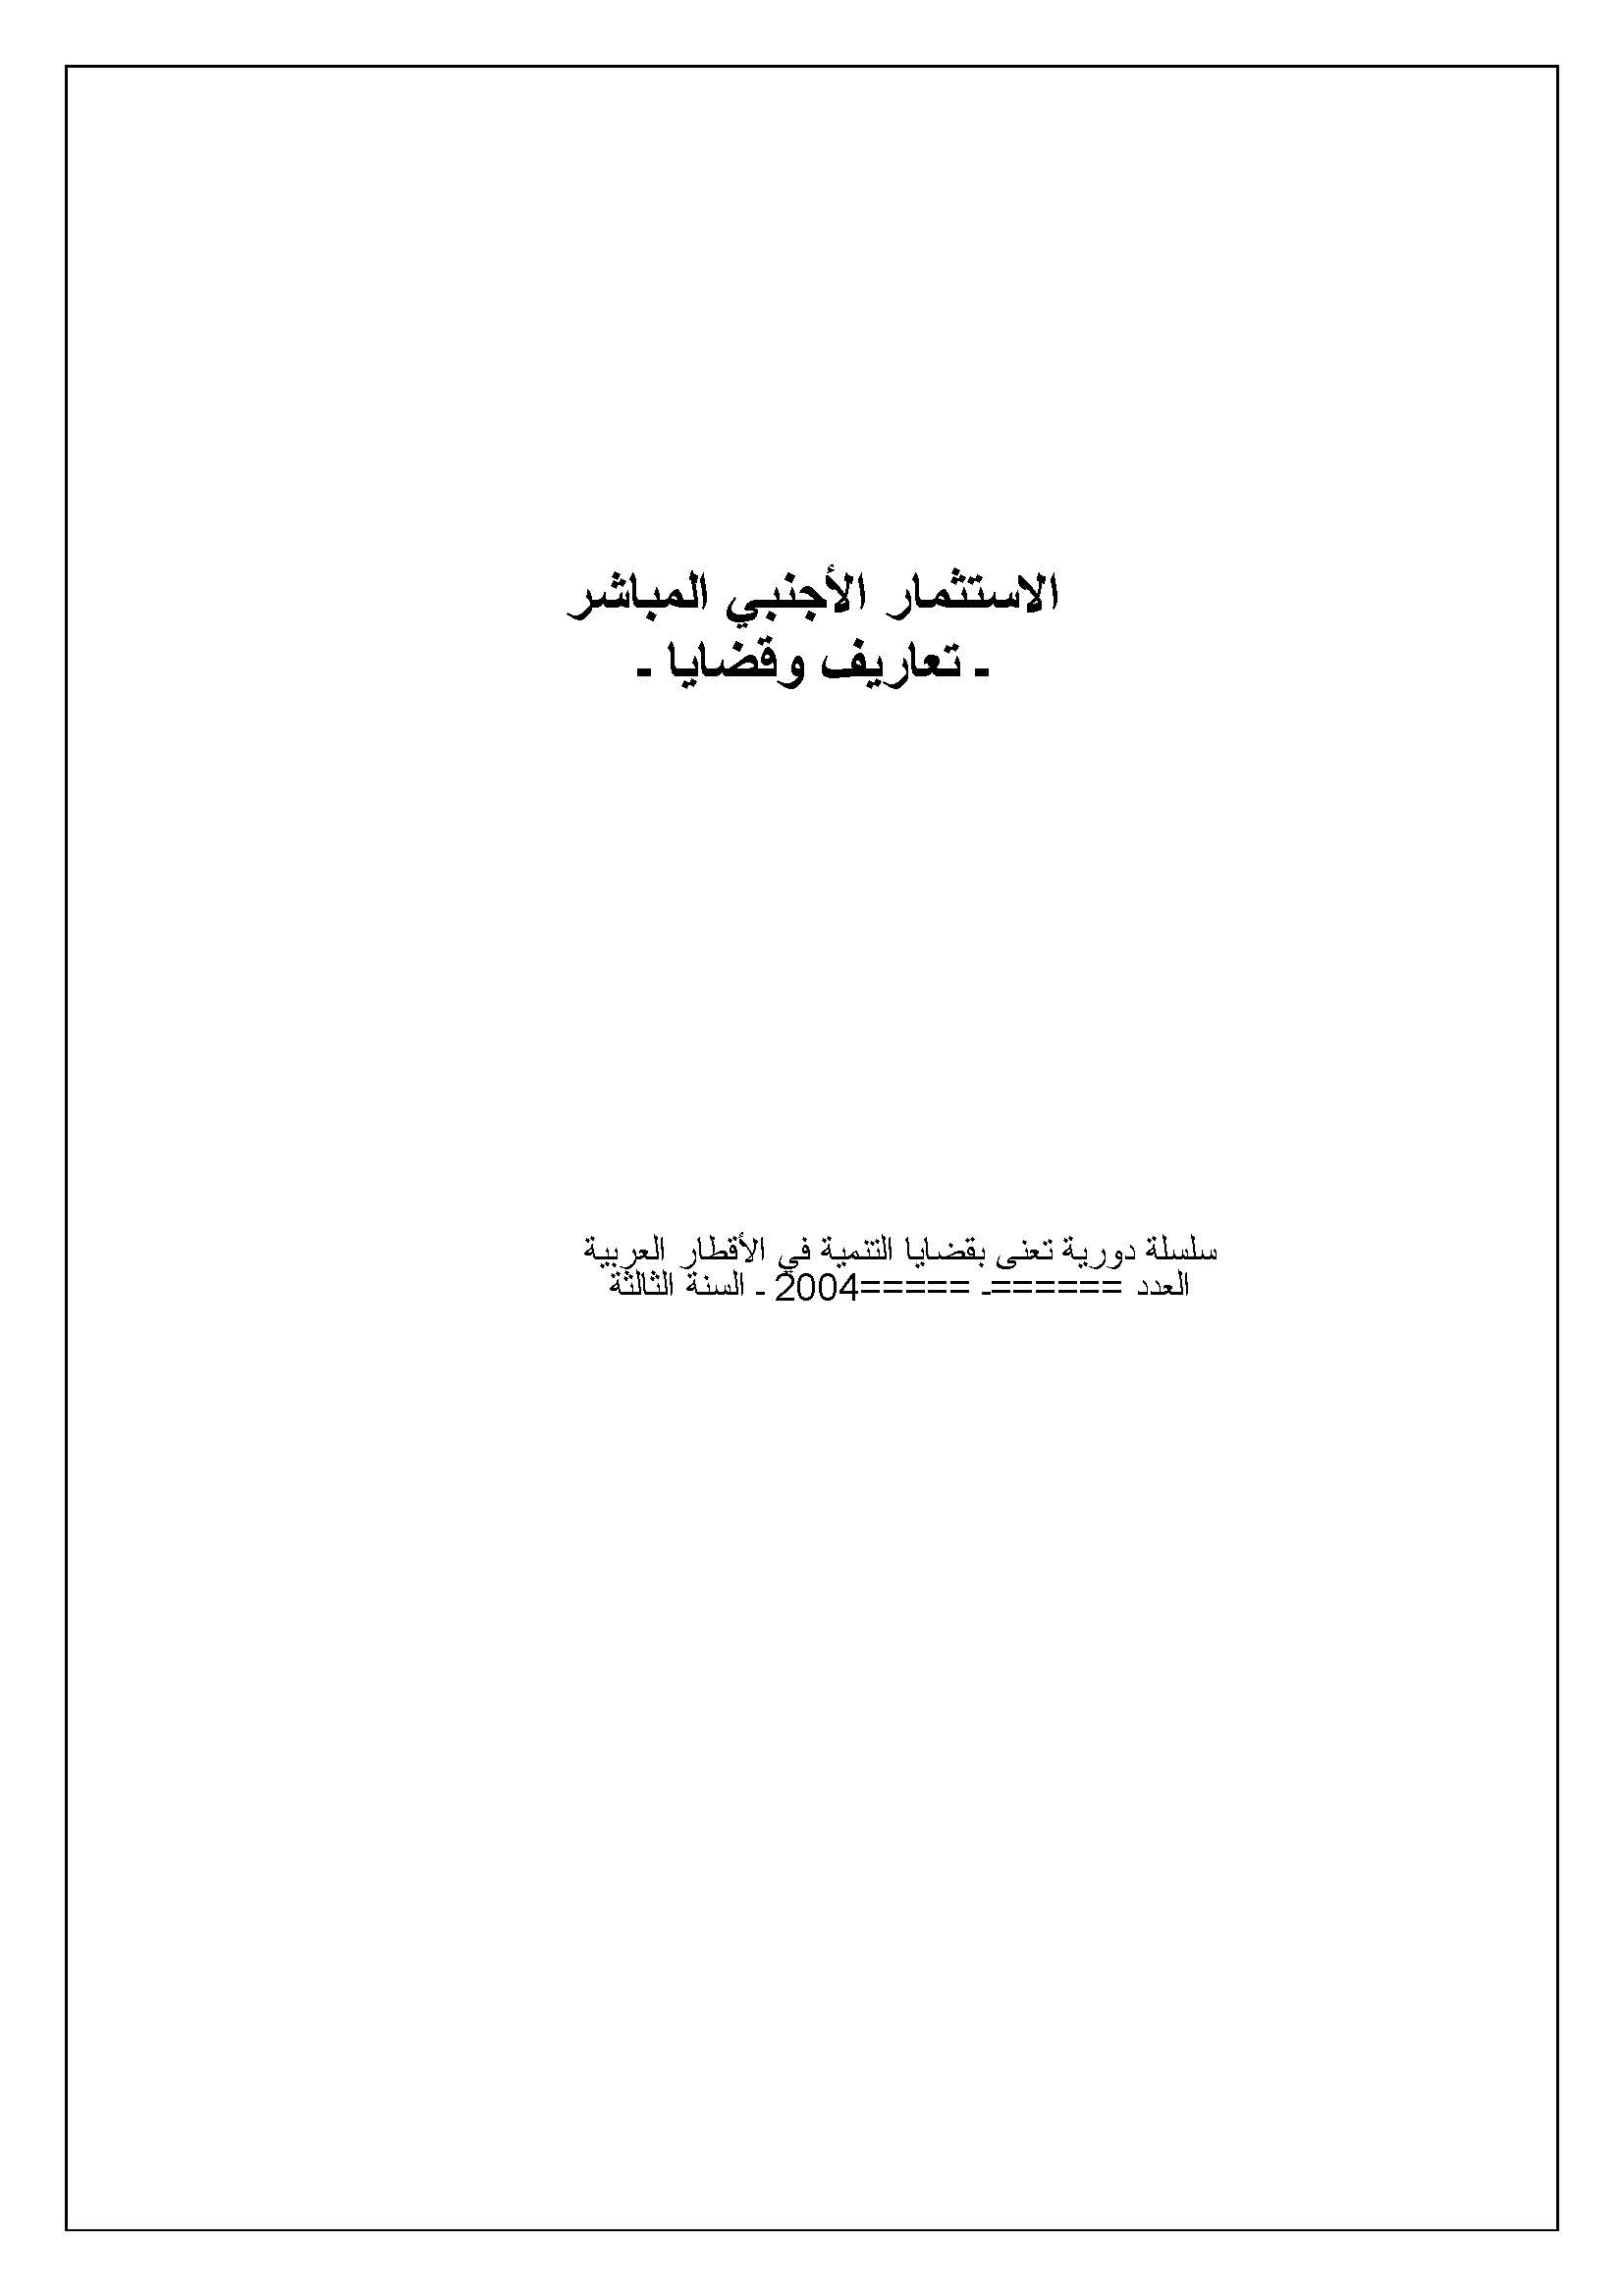 الاستثمار الأجنبي المباشر
ـ تعاريف وقضايا ـ
سلسلة دورية تعنى بقضايا التنمية في الأقطار العربية
العدد ======ـ =====2004 ـ السنة الثالثة